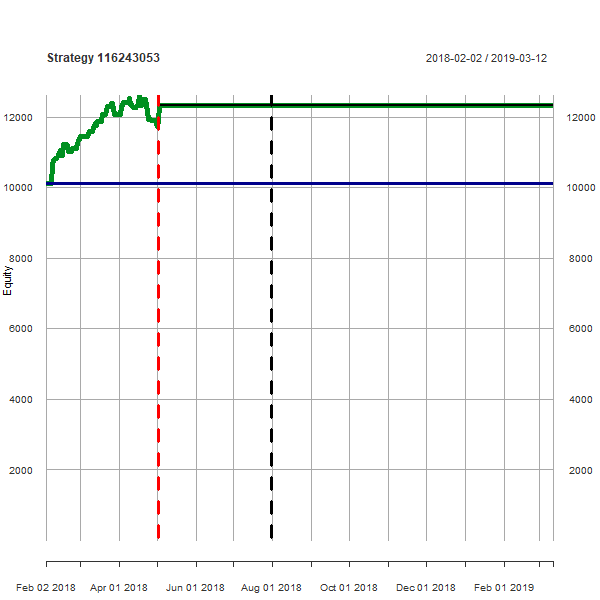 Strategy 116243053
2018-02-02 / 2019-03-12
12000
12000
10000
10000
8000
8000
Equity
6000
6000
4000
4000
2000
2000
Feb 02 2018
Apr 01 2018
Jun 01 2018
Aug 01 2018
Oct 01 2018
Dec 01 2018
Feb 01 2019